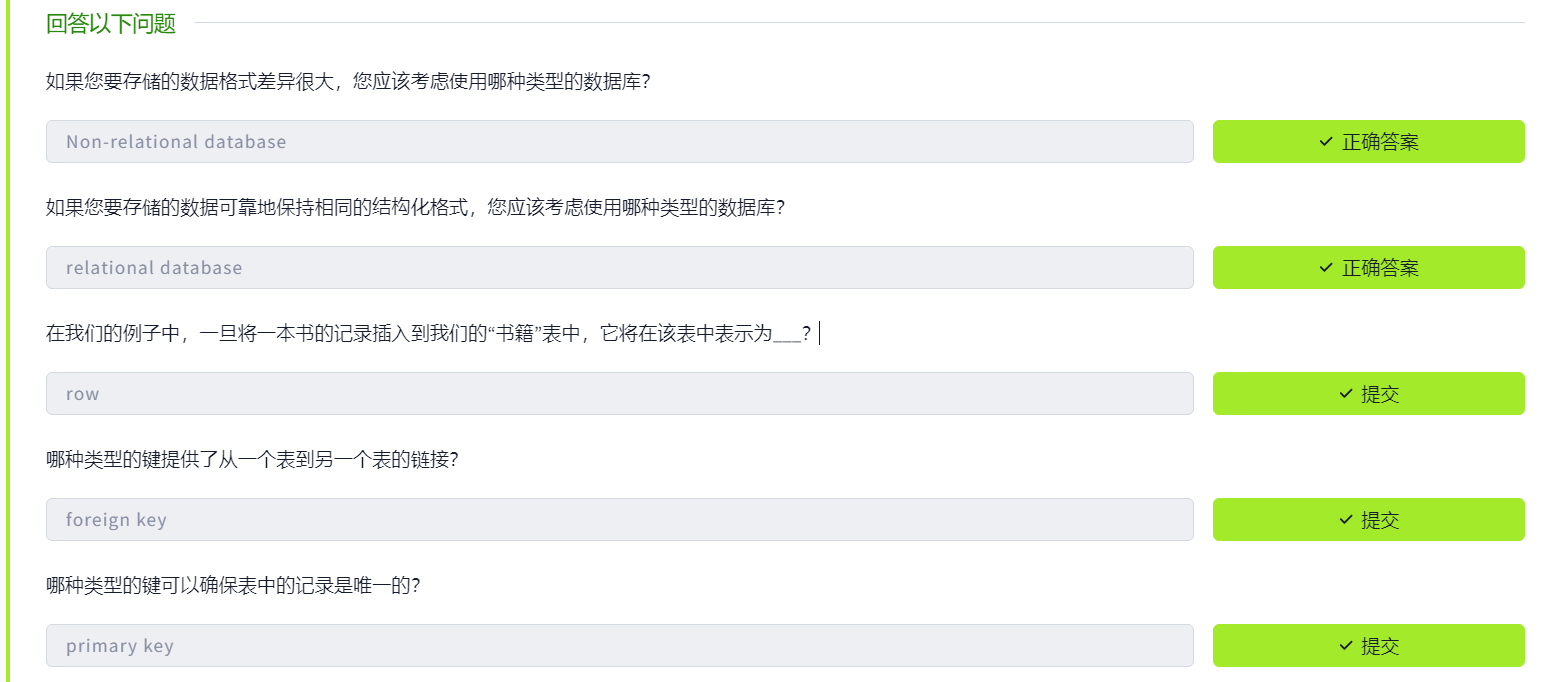 回答以下问题
如果您要存储的数据格式差异很大，您应该考虑使用哪种类型的数据库?
Non-relational database
✓ 正确答案
如果您要存储的数据可靠地保持相同的结构化格式，您应该考虑使用哪种类型的数据库?
relational database
✓ 正确答案
在我们的例子中，一旦将一本书的记录插入到我们的“书籍”表中，它将在该表中表示为___?
row
✓ 提交
哪种类型的键提供了从一个表到另一个表的链接?
foreign key
✓ 提交
哪种类型的键可以确保表中的记录是唯一的?
primary key
✓ 提交